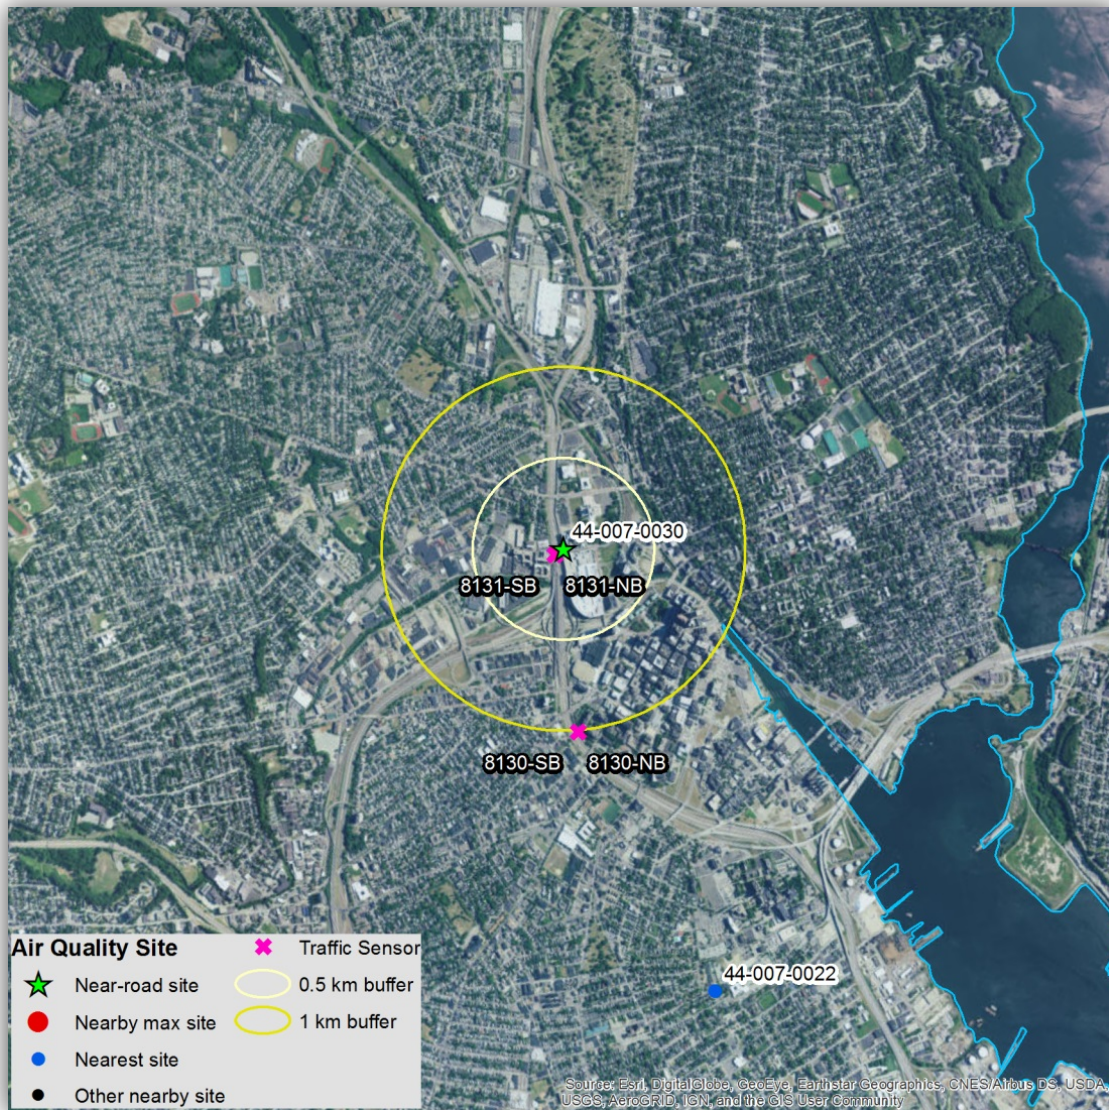 44-007-0030
8131-SB 8131-NB
8130-SB 8130-NB
44-007-0022
Air Quality Site
Near-road site
Nearby max site
Nearest site
Other nearby site
Traffic Sensor
0.5 km buffer
1 km buffer
Source: Esri, DigitalGlobe, GeoEye, Earthstar Geographics, CNES/Airbus DS, USDA,
USGS, AeroGRID, IGN, and the GIS User Community